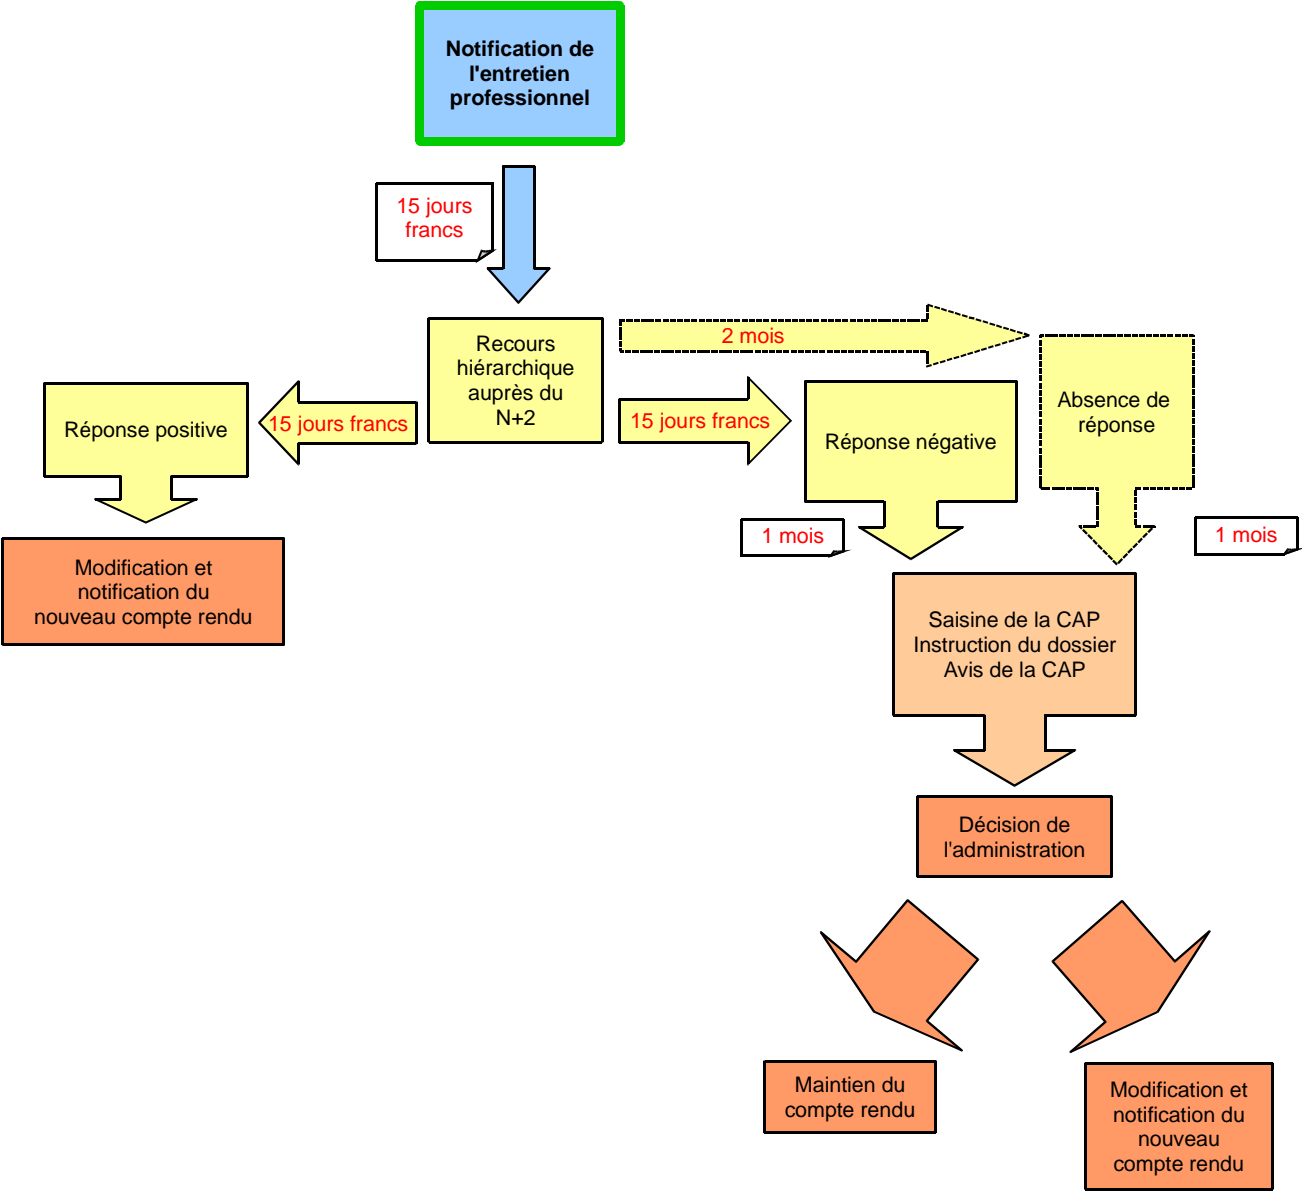 Notification de
l'entretien
professionnel
15 jours
francs
Recours
hiérarchique
auprès du
N+2
2 mois
Absence de
réponse
15 jours francs
Réponse positive
15 jours francs
Réponse négative
1 mois
1 mois
Modification et
notification du
nouveau compte rendu
Saisine de la CAP
Instruction du dossier
Avis de la CAP
Décision de
l'administration
Maintien du
compte rendu
Modification et
notification du
nouveau
compte rendu